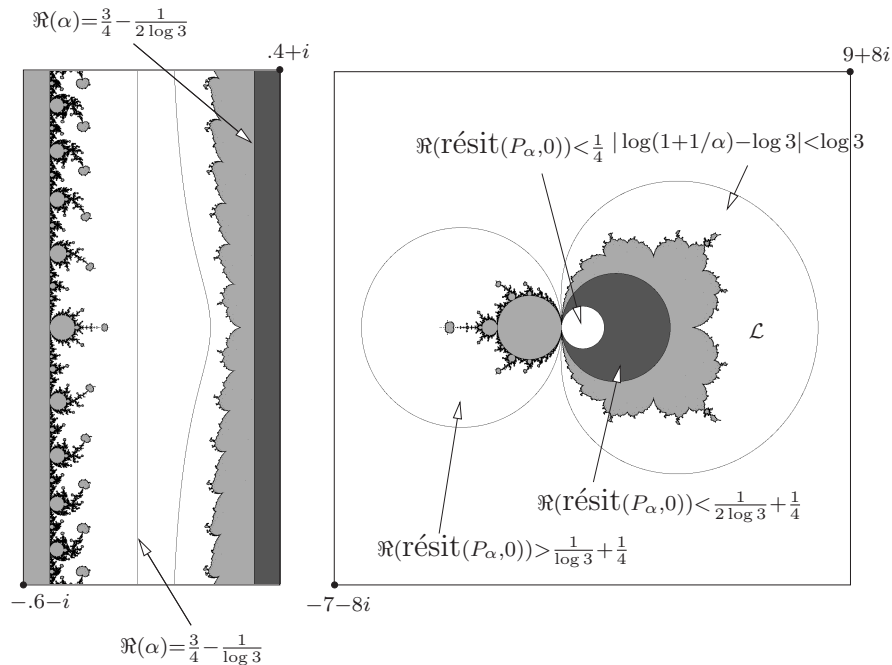 ℜ(α)=3/4−1/(2 log 3)
.4+i
9+8i
ℜ(résit(P_α,0))<1/4
|log(1+1/α)−log 3|<log 3
ℒ
ℜ(résit(P_α,0))<1/(2 log 3)+1/4
ℜ(résit(P_α,0))>1/(log 3)+1/4
−.6−i
−7−8i
ℜ(α)=3/4−1/(log 3)